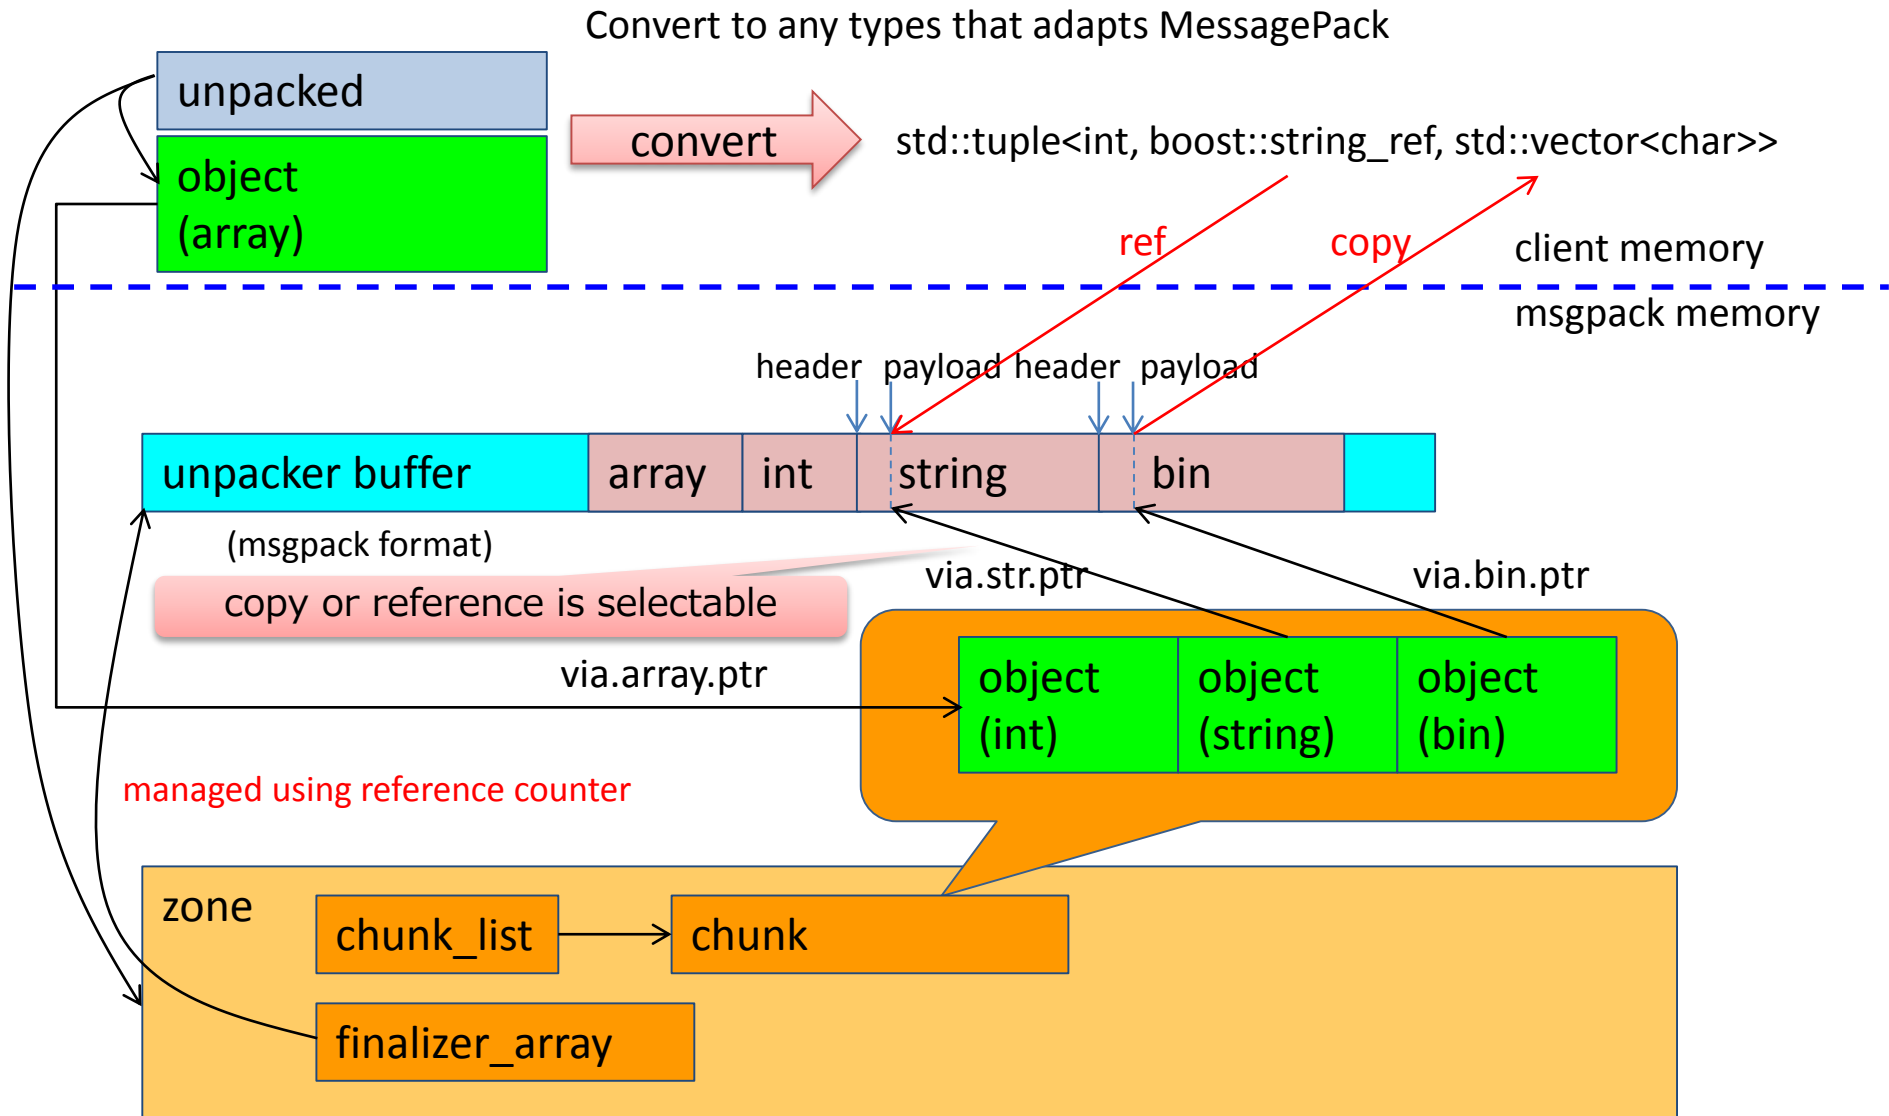 Convert to any types that adapts MessagePack
unpacked
object
(array)
convert
std::tuple<int, boost::string_ref, std::vector<char>>
ref
copy
client memory
msgpack memory
header
payload
header
payload
unpacker buffer
array
int
string
bin
(msgpack format)
copy or reference is selectable
via.str.ptr
via.bin.ptr
via.array.ptr
object
(int)
object
(string)
object
(bin)
managed using reference counter
zone
chunk_list
chunk
finalizer_array